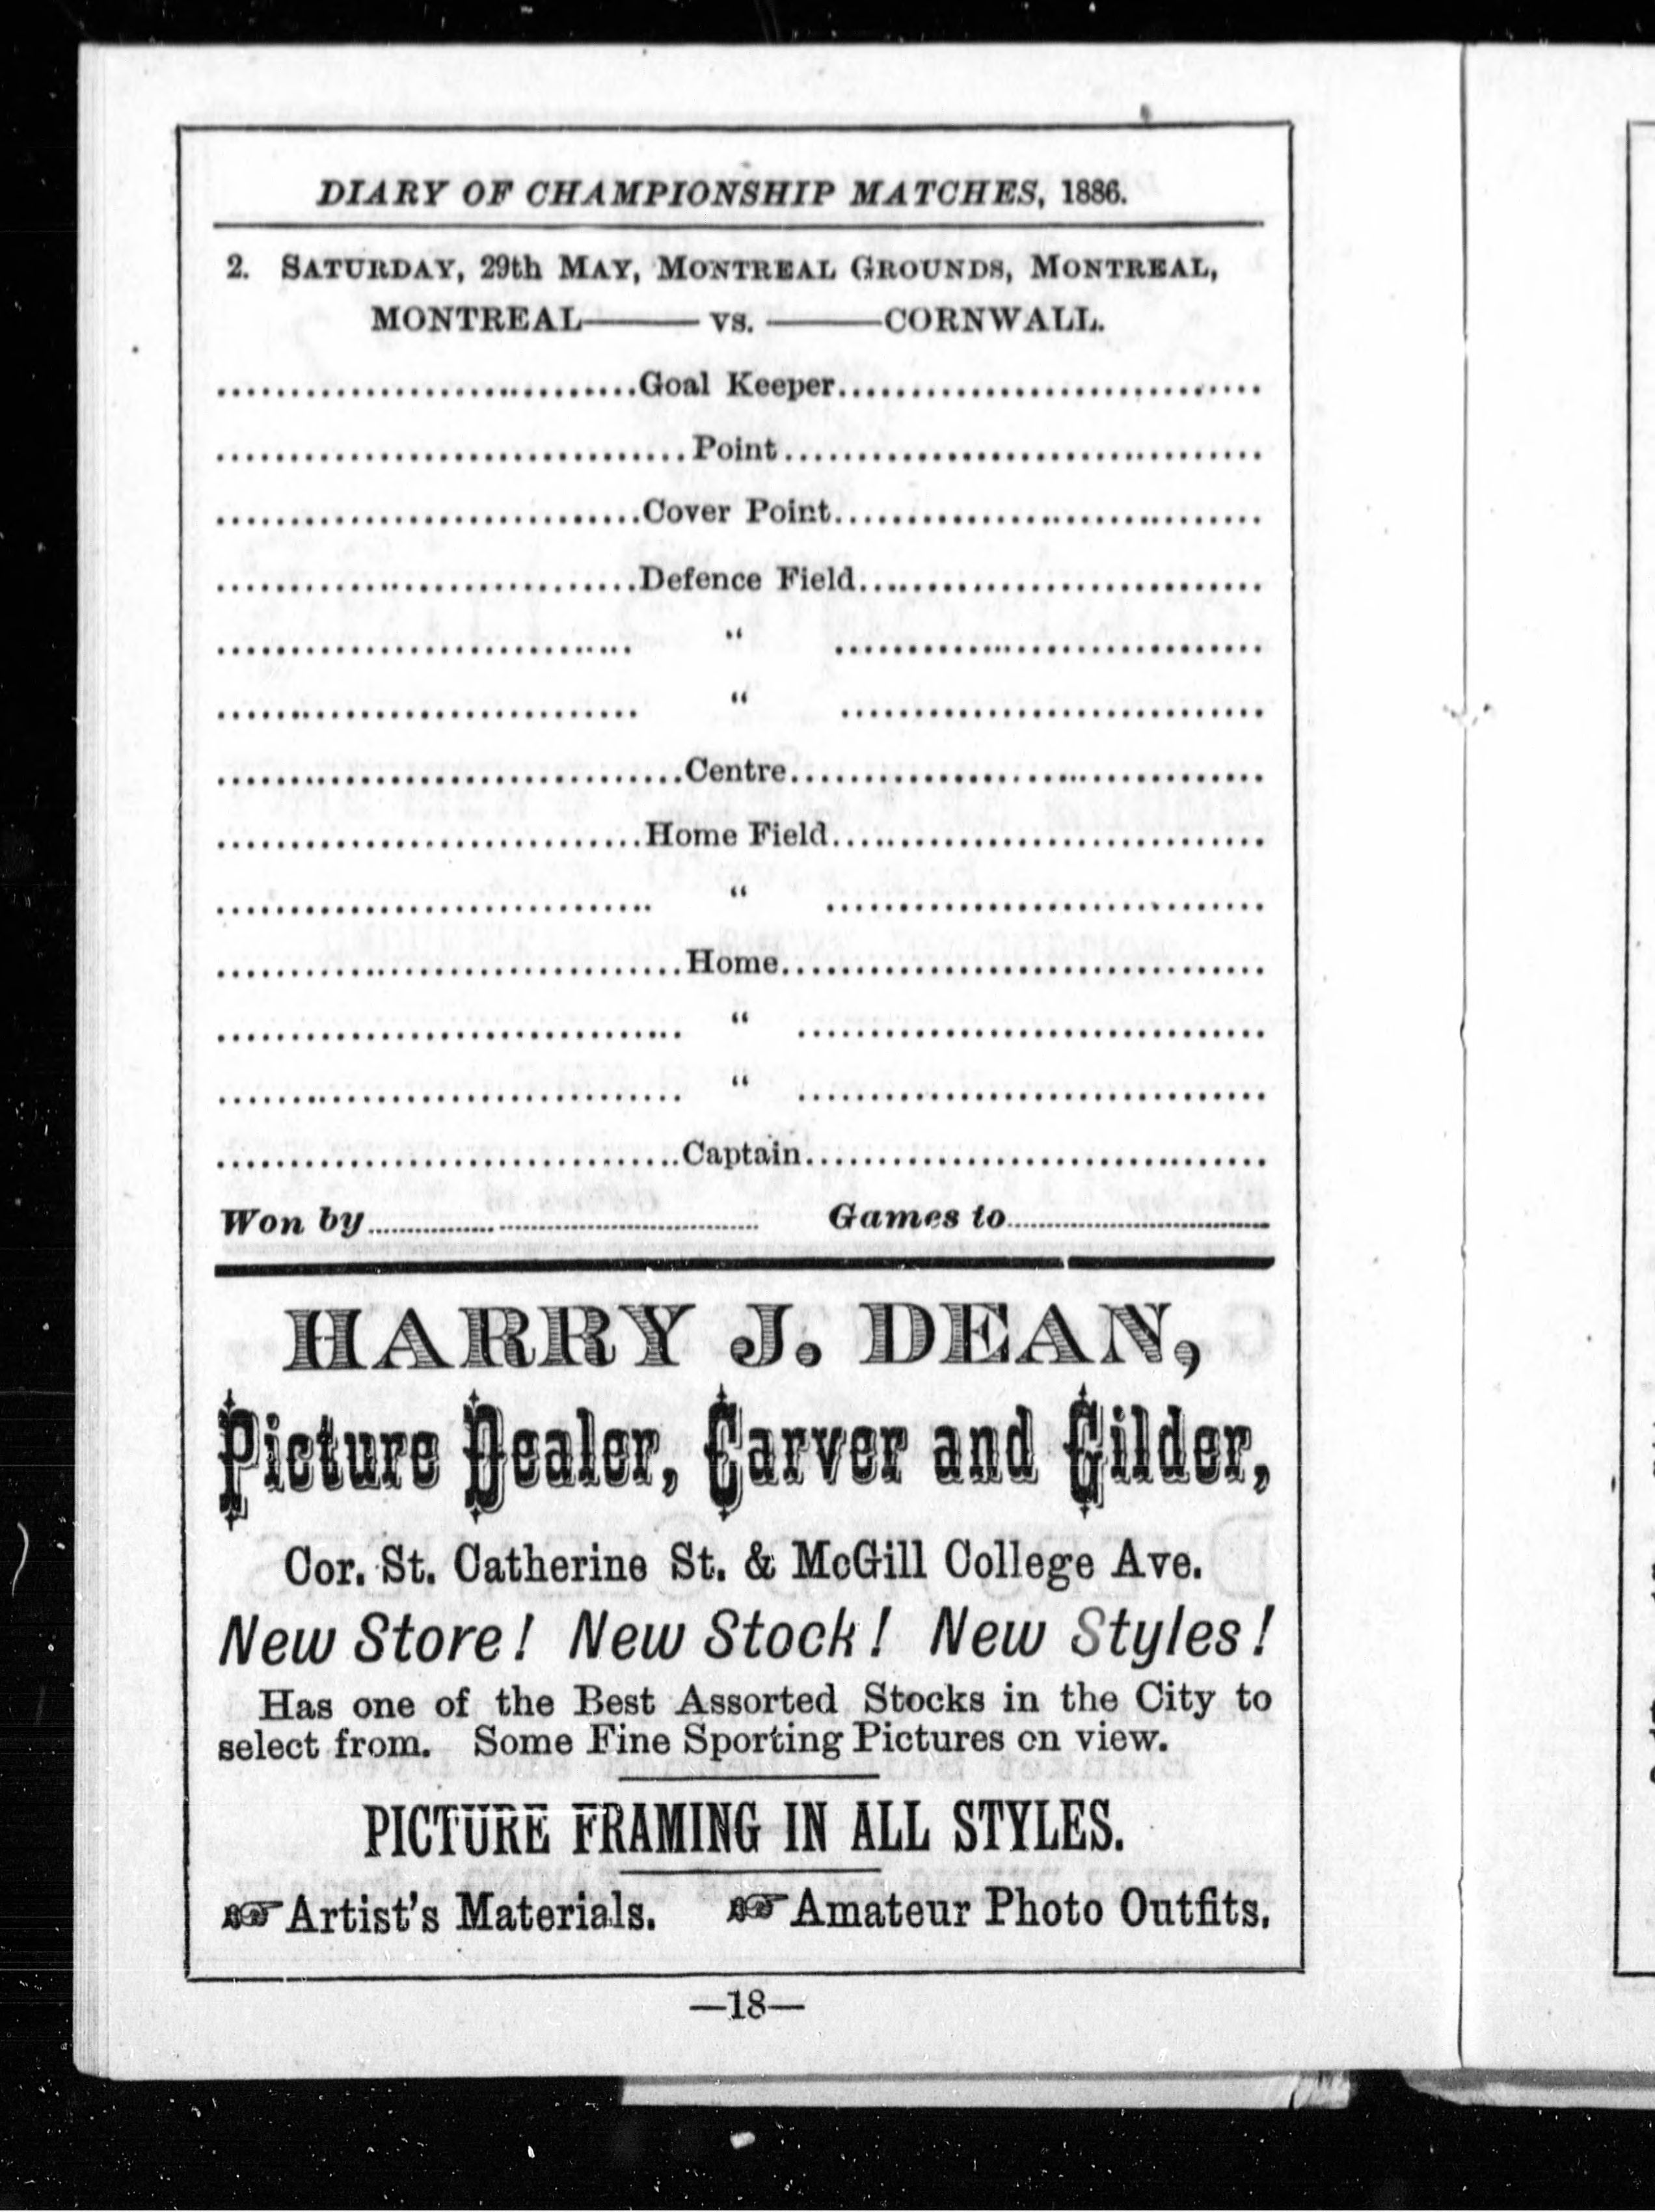 DIARY OF CHAMPIONSHIP MATCHES, 1886.
2. SATURDAY, 29th MAY, MONTREAL GROUNDS, MONTREAL,
MONTREAL——— vs. ———CORNWALL.
..............................Goal Keeper..............................
..............................Point..............................
..............................Cover Point..............................
..............................Defence Field..............................
.............................. “ ..............................
.............................. “ ..............................
..............................Centre..............................
..............................Home Field..............................
.............................. “ ..............................
..............................Home..............................
.............................. “ ..............................
.............................. “ ..............................
..............................Captain..............................
Won by.............................. Games to..............................
HARRY J. DEAN,
Picture Dealer, Carver and Gilder,
Cor. St. Catherine St. & McGill College Ave.
New Store! New Stock! New Styles!
Has one of the Best Assorted Stocks in the City to
select from. Some Fine Sporting Pictures on view.
PICTURE FRAMING IN ALL STYLES.
☞ Artist's Materials. ☞ Amateur Photo Outfits.
—18—